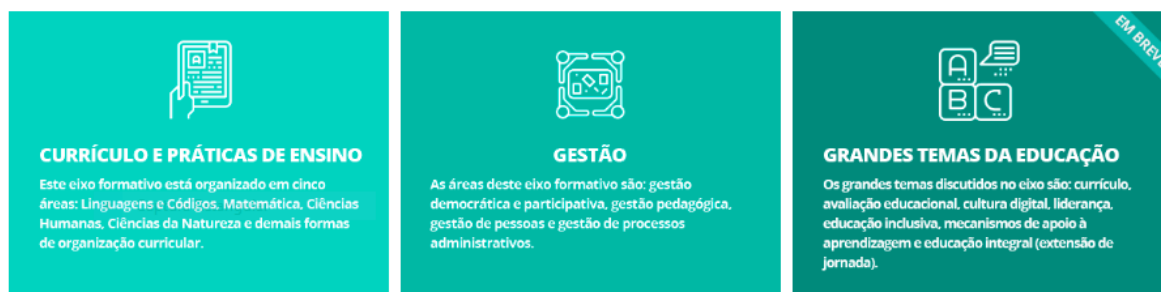 CURRÍCULO E PRÁTICAS DE ENSINO
Este eixo formativo está organizado em cinco
áreas: Linguagens e Códigos, Matemática, Ciências
Humanas, Ciências da Natureza e demais formas
de organização curricular.
GESTÃO
As áreas deste eixo formativo são: gestão
democrática e participativa, gestão pedagógica,
gestão de pessoas e gestão de processos
administrativos.
EM BREVE
A
B C
GRANDES TEMAS DA EDUCAÇÃO
Os grandes temas discutidos no eixo são: currículo,
avaliação educacional, cultura digital, liderança,
educação inclusiva, mecanismos de apoio à
aprendizagem e educação integral (extensão de
jornada).